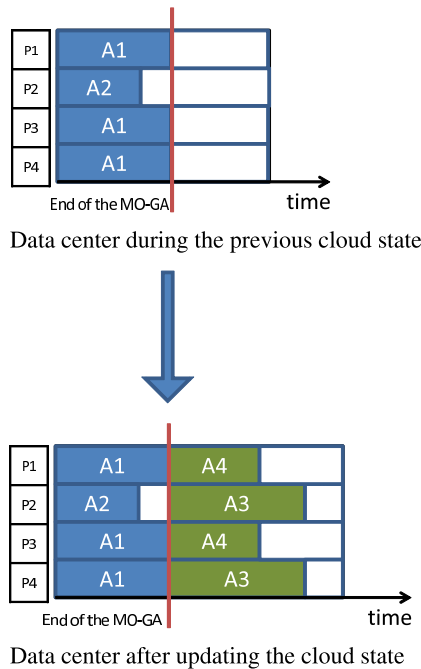 P1 A1
P2 A2
P3 A1
P4 A1
End of the MO-GA time
Data center during the previous cloud state
P1 A1 A4
P2 A2 A3
P3 A1 A4
P4 A1 A3
End of the MO-GA time
Data center after updating the cloud state